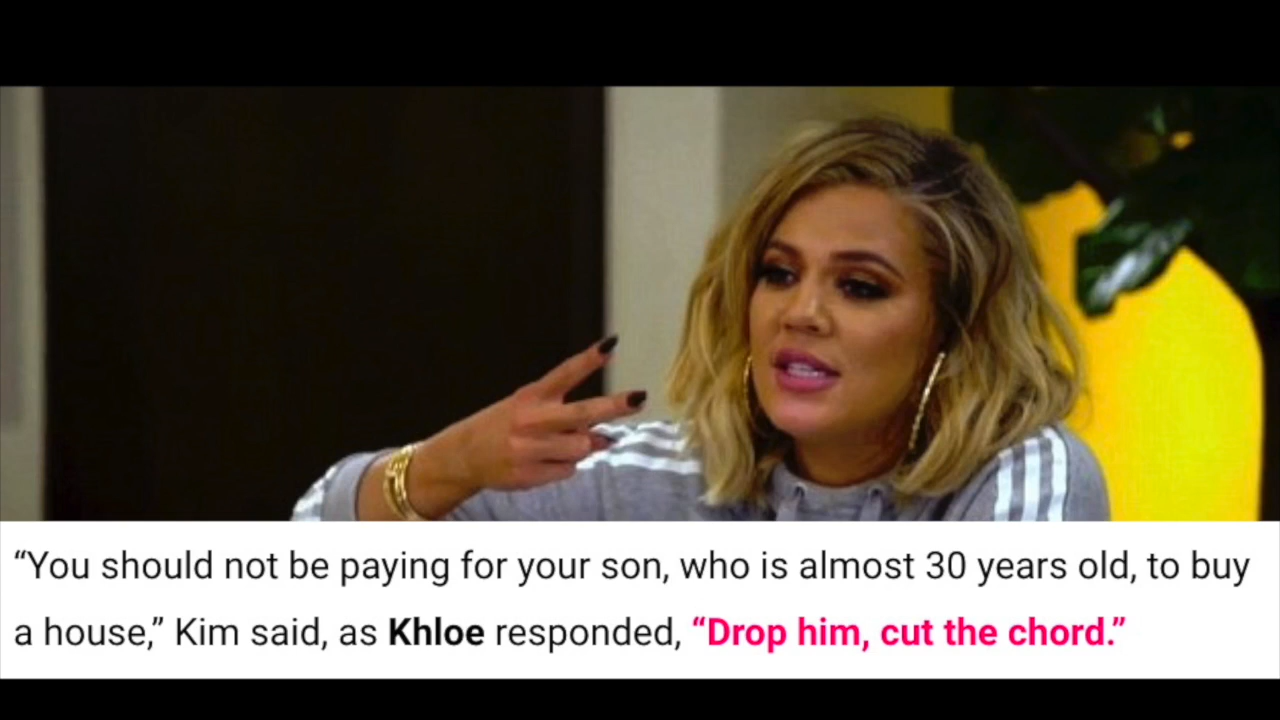 “You should not be paying for your son, who is almost 30 years old, to buy
a house,” Kim said, as Khloe responded, “Drop him, cut the chord.”